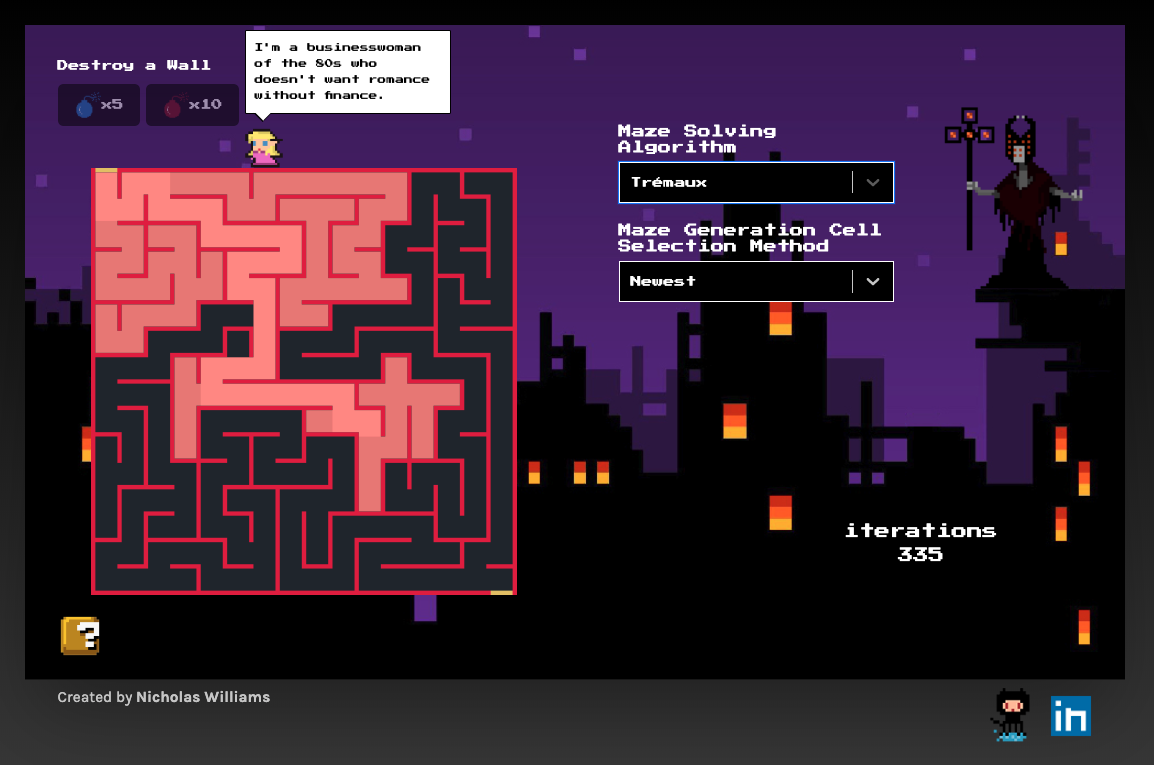 Destroy a Wall
x5
x10
I'm a businesswoman
of the 80s who
doesn't want romance
without finance.
Maze Solving
Algorithm
Trémaux
Maze Generation Cell
Selection Method
Newest
iterations
335
?
Created by Nicholas Williams
in